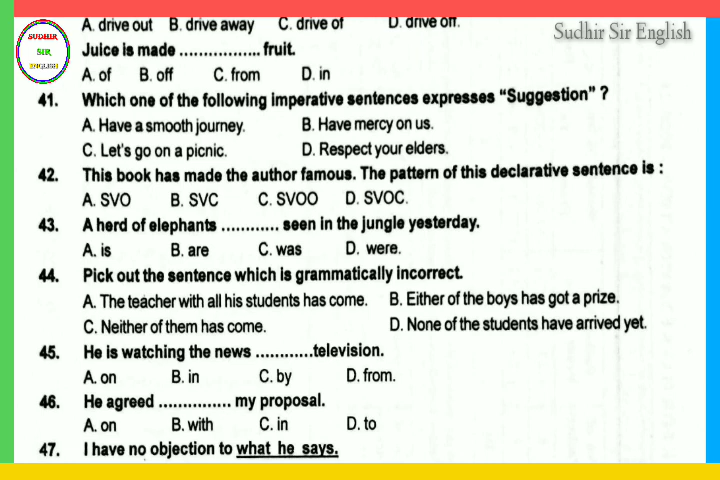 A. drive out B. drive away C. drive of D. drive off.
Sudhir Sir English
SUDHIR
SIR
ENGLISH
Juice is made ................. fruit.
A. of B. off C. from D. in
41. Which one of the following imperative sentences expresses “Suggestion” ?
A. Have a smooth journey. B. Have mercy on us.
C. Let's go on a picnic. D. Respect your elders.
42. This book has made the author famous. The pattern of this declarative sentence is :
A. SVO B. SVC C. SVOO D. SVOC.
43. A herd of elephants ............ seen in the jungle yesterday.
A. is B. are C. was D. were.
44. Pick out the sentence which is grammatically incorrect.
A. The teacher with all his students has come. B. Either of the boys has got a prize.
C. Neither of them has come. D. None of the students have arrived yet.
45. He is watching the news ............television.
A. on B. in C. by D. from.
46. He agreed ............... my proposal.
A. on B. with C. in D. to
47. I have no objection to what he says.